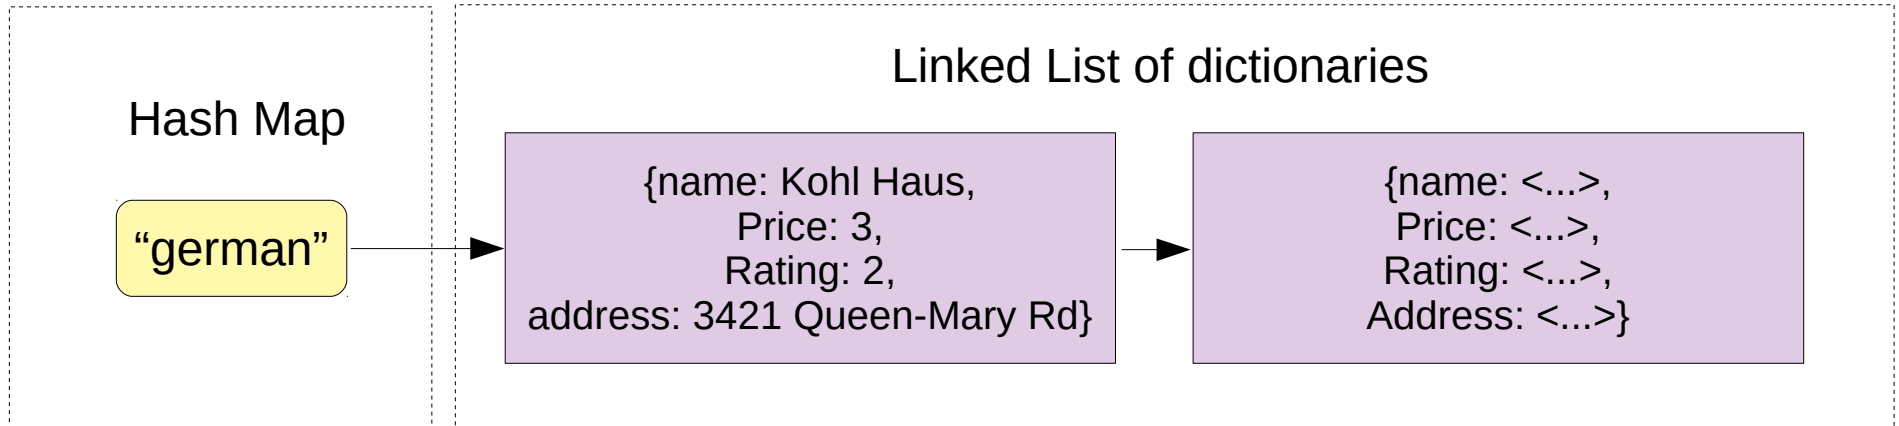 Linked List of dictionaries
Hash Map
“german”
{name: Kohl Haus,
Price: 3,
Rating: 2,
address: 3421 Queen-Mary Rd}
{name: <...>,
Price: <...>,
Rating: <...>,
Address: <...>}